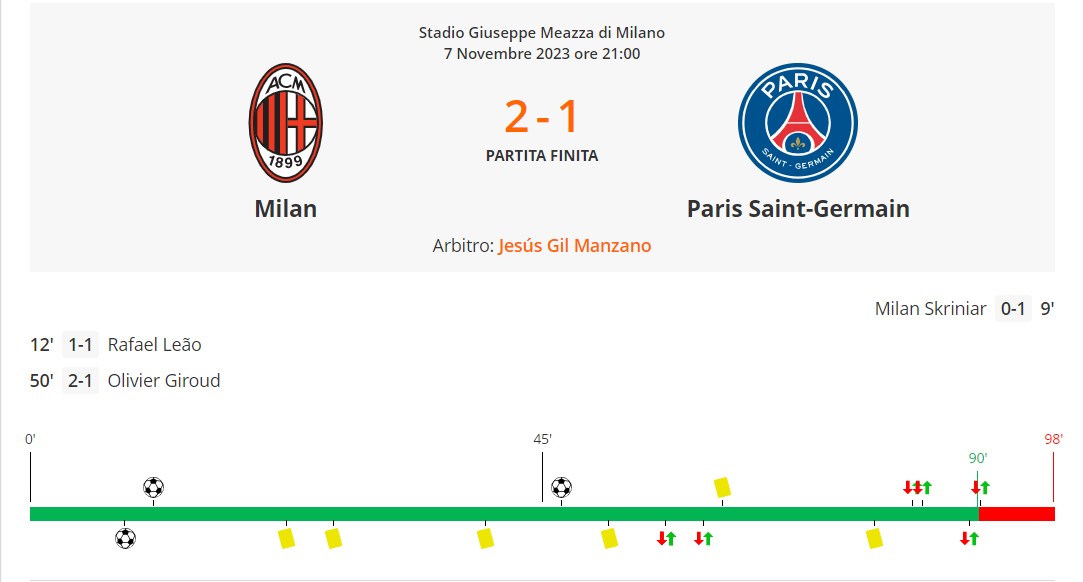 Stadio Giuseppe Meazza di Milano
7 Novembre 2023 ore 21:00
ACM
1899
PARIS
SAINT-GERMAIN
2 - 1
PARTITA FINITA
Milan
Paris Saint-Germain
Arbitro: Jesús Gil Manzano
Milan Skriniar 0-1 9'
12' 1-1 Rafael Leão
50' 2-1 Olivier Giroud
0' 45' 98'
90'